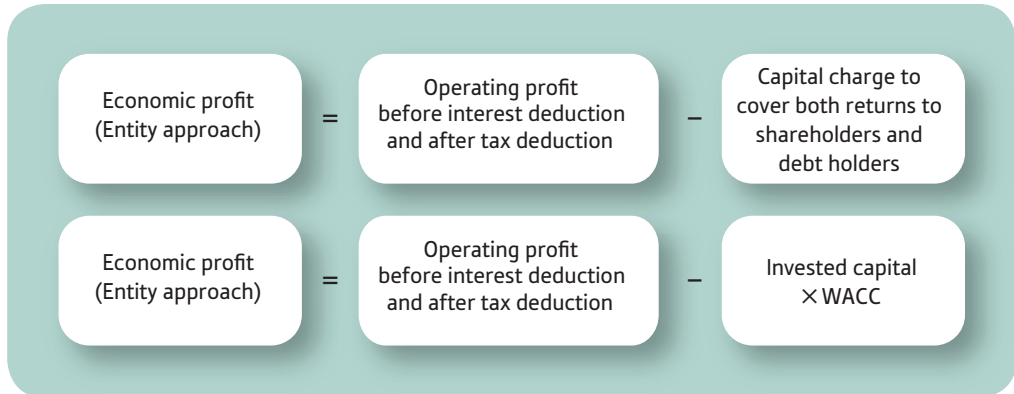 Economic profit
(Entity approach)
=
Operating profit
before interest deduction
and after tax deduction
–
Capital charge to
cover both returns to
shareholders and
debt holders
Economic profit
(Entity approach)
=
Operating profit
before interest deduction
and after tax deduction
–
Invested capital
× WACC